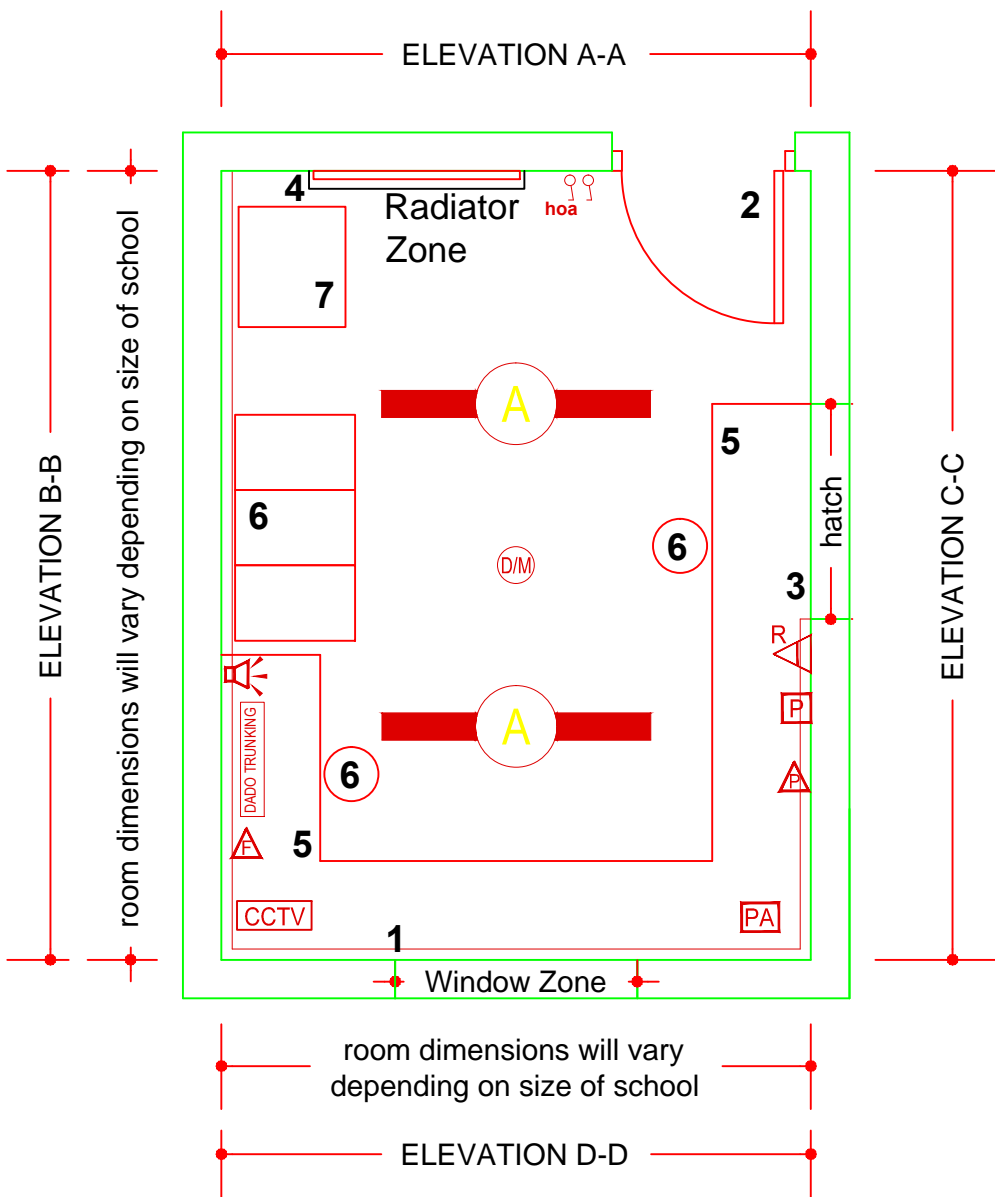 ELEVATION A-A
4
Radiator
Zone
hoa
2
7
ELEVATION B-B
room dimensions will vary depending on size of school
A
5
6
6
D/M
hatch
ELEVATION C-C
3
R
P
P
A
6
DADO TRUNKING
5
F
CCTV
PA
1
Window Zone
room dimensions will vary
depending on size of school
ELEVATION D-D